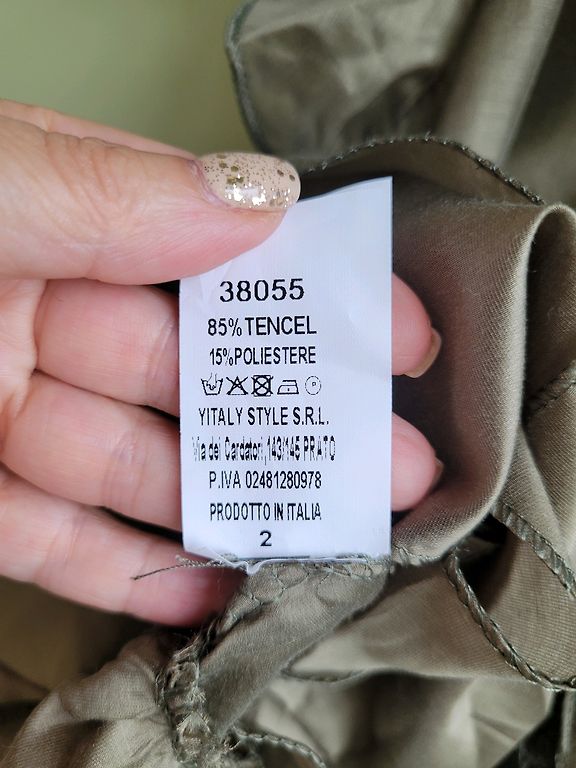 38055
85% TENCEL
15%POLIESTERE
P
YITALY STYLE S.R.L.
Via dei Cardatori,143/145 PRATO
P.IVA 02481280978
PRODOTTO IN ITALIA
2